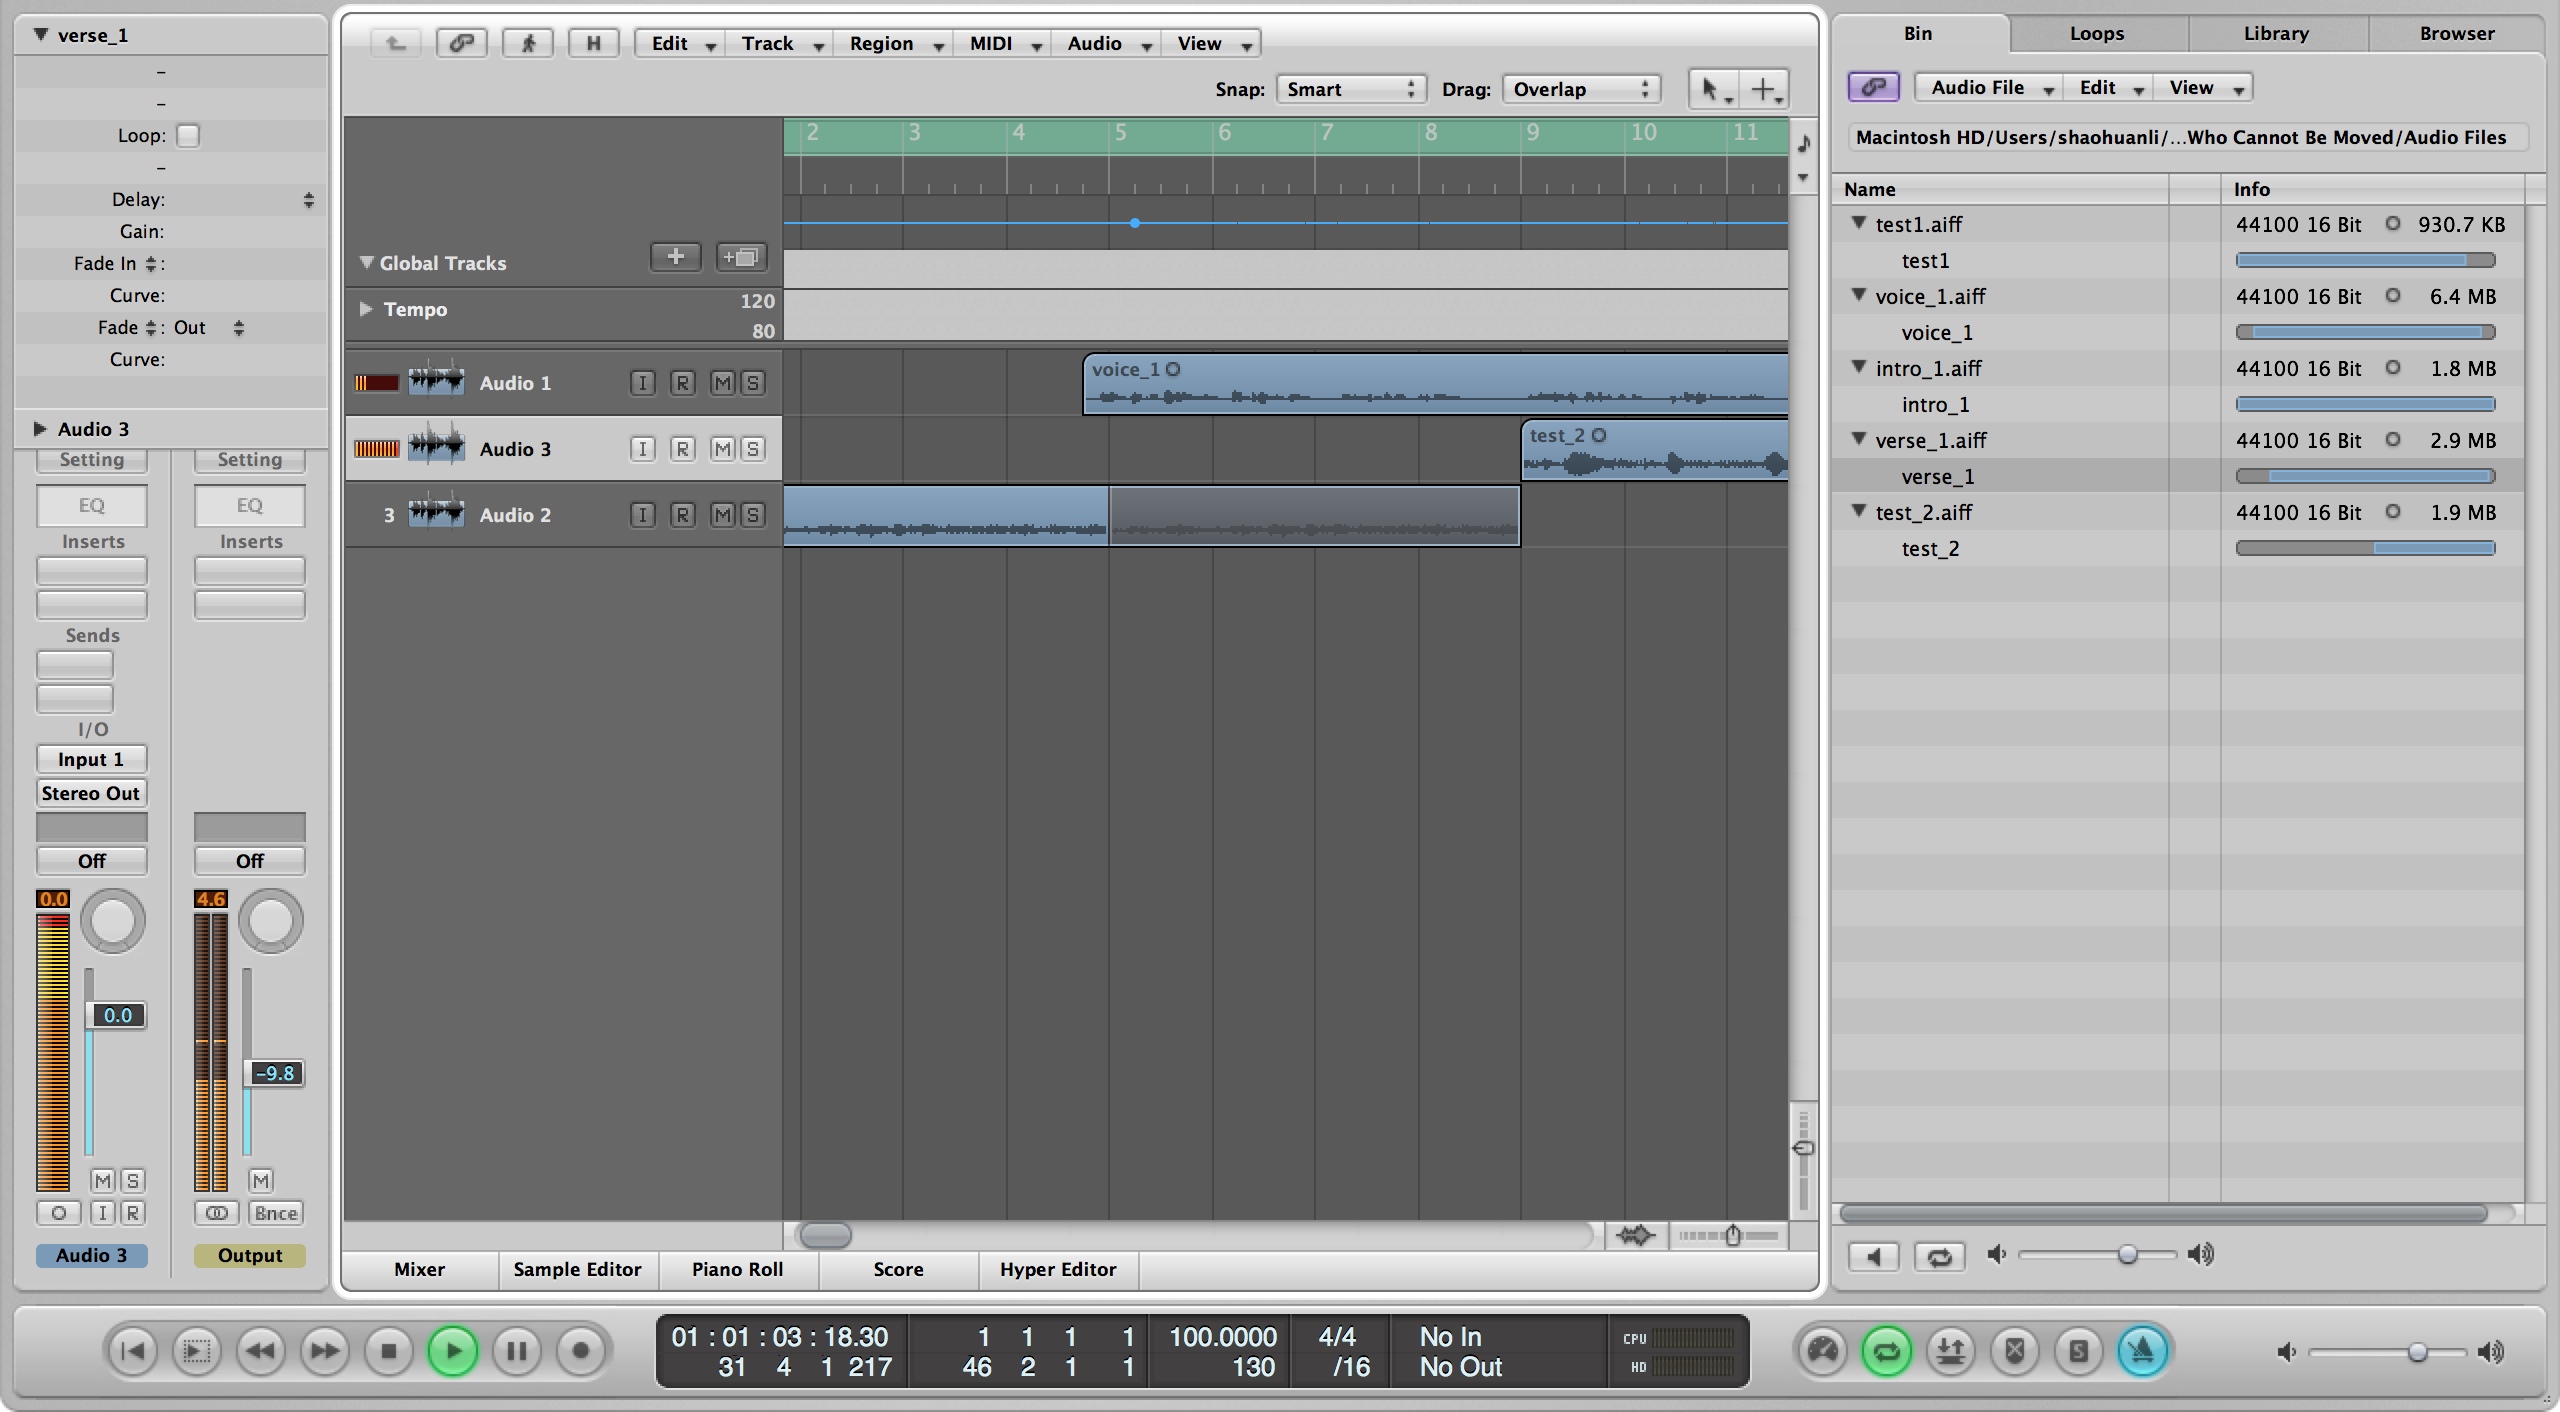 verse_1
–
–
Loop:
–
Delay:
Gain:
Fade In :
Curve:
Fade : Out
Curve:
Audio 3
Setting Setting
EQ EQ
Inserts Inserts
Sends
I/O
Input 1
Stereo Out
Off Off
0.0 4.6
0.0
-9.8
M S M
I R Bnce
Audio 3 Output
H Edit Track Region MIDI Audio View
Snap: Smart Drag: Overlap
2 3 4 5 6 7 8 9 10 11
Global Tracks
Tempo 120
80
Audio 1 I R M S voice_1
Audio 3 I R M S test_2
3 Audio 2 I R M S
Mixer Sample Editor Piano Roll Score Hyper Editor
Bin Loops Library Browser
Audio File Edit View
Macintosh HD/Users/shaohuanli/...Who Cannot Be Moved/Audio Files
Name Info
test1.aiff 44100 16 Bit 930.7 KB
test1
voice_1.aiff 44100 16 Bit 6.4 MB
voice_1
intro_1.aiff 44100 16 Bit 1.8 MB
intro_1
verse_1.aiff 44100 16 Bit 2.9 MB
verse_1
test_2.aiff 44100 16 Bit 1.9 MB
test_2
01 : 01 : 03 : 18.30 1 1 1 1 100.0000 4/4 No In CPU
31 4 1 217 46 2 1 1 130 /16 No Out HD
S